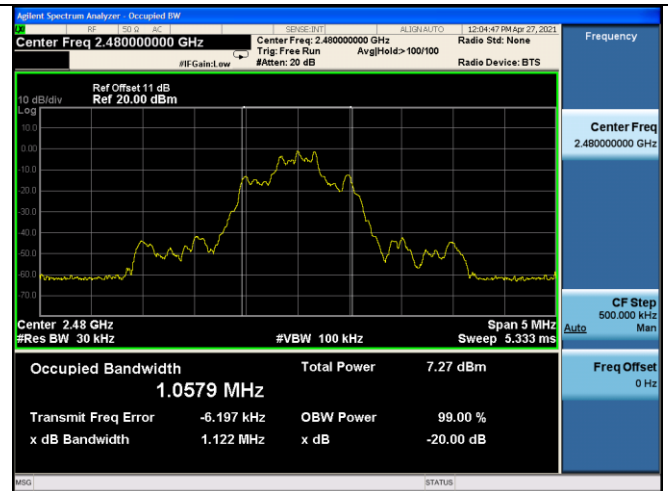 Agilent Spectrum Analyzer - Occupied BW
RF 50 Ω AC SENSE:INT ALIGN AUTO 12:04:47 PM Apr 27, 2021
Center Freq 2.480000000 GHz Center Freq: 2.480000000 GHz Radio Std: None
Trig: Free Run Avg|Hold:> 100/100
#IFGain:Low #Atten: 20 dB Radio Device: BTS
Frequency
Ref Offset 11 dB
10 dB/div Ref 20.00 dBm
Log
10.0
0.00
-10.0
-20.0
-30.0
-40.0
-50.0
-60.0
-70.0
Center 2.48 GHz Span 5 MHz
#Res BW 30 kHz #VBW 100 kHz Sweep 5.333 ms
Occupied Bandwidth Total Power 7.27 dBm
1.0579 MHz
Transmit Freq Error -6.197 kHz OBW Power 99.00 %
x dB Bandwidth 1.122 MHz x dB -20.00 dB
Center Freq
2.480000000 GHz
CF Step
500.000 kHz
Auto Man
Freq Offset
0 Hz
MSG STATUS